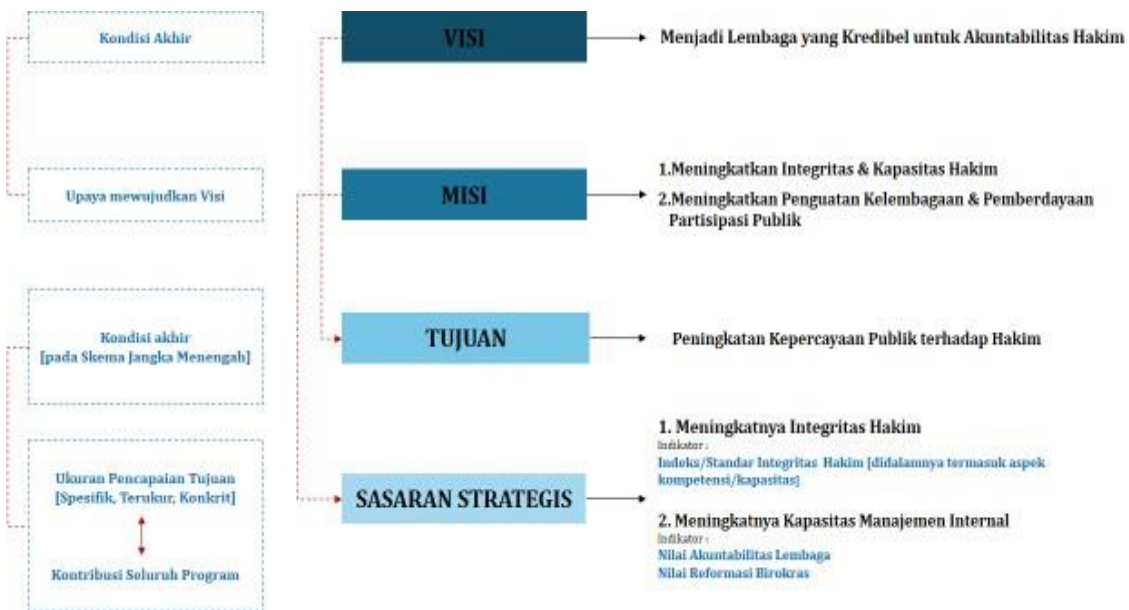 Kondisi Akhir
VISI
Menjadi Lembaga yang Kredibel untuk Akuntabilitas Hakim
Upaya mewujudkan Visi
MISI
1.Meningkatkan Integritas & Kapasitas Hakim
2.Meningkatkan Penguatan Kelembagaan & Pemberdayaan
Partisipasi Publik
Kondisi akhir
[pada Skema Jangka Menengah]
TUJUAN
Peningkatan Kepercayaan Publik terhadap Hakim
Ukuran Pencapaian Tujuan
[Spesifik, Terukur, Konkrit]
Kontribusi Seluruh Program
SASARAN STRATEGIS
1. Meningkatnya Integritas Hakim
Indikator :
Indeks/Standar Integritas Hakim [didalamnya termasuk aspek
kompetensi/kapasitas]
2. Meningkatnya Kapasitas Manajemen Internal
Indikator :
Nilai Akuntabilitas Lembaga
Nilai Reformasi Birokras